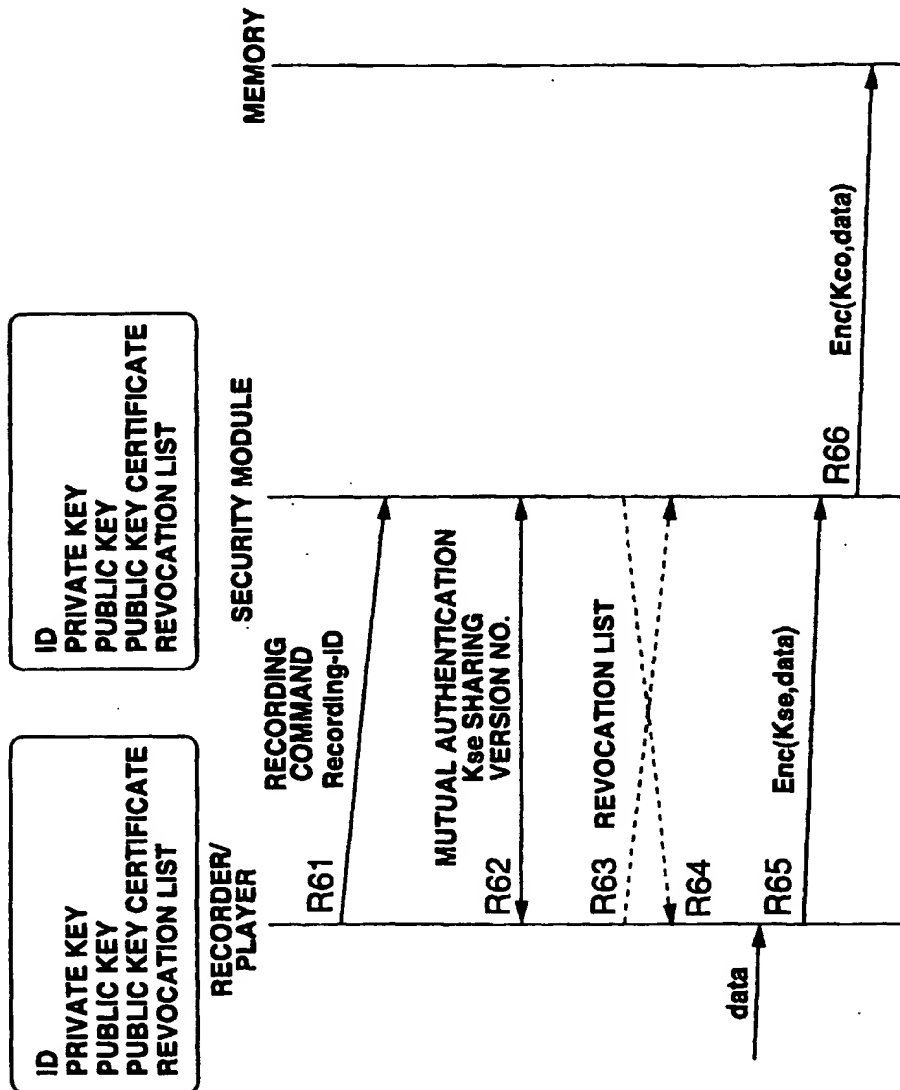 ID
PRIVATE KEY
PUBLIC KEY
PUBLIC KEY CERTIFICATE
REVOCATION LIST
ID
PRIVATE KEY
PUBLIC KEY
PUBLIC KEY CERTIFICATE
REVOCATION LIST
RECORDER/
PLAYER
SECURITY MODULE
MEMORY
R61
RECORDING
COMMAND
Recording-ID
R62
MUTUAL AUTHENTICATION
Kse SHARING
VERSION NO.
R63
REVOCATION LIST
R64
data
R65
Enc(Kse,data)
R66
Enc(Kco,data)